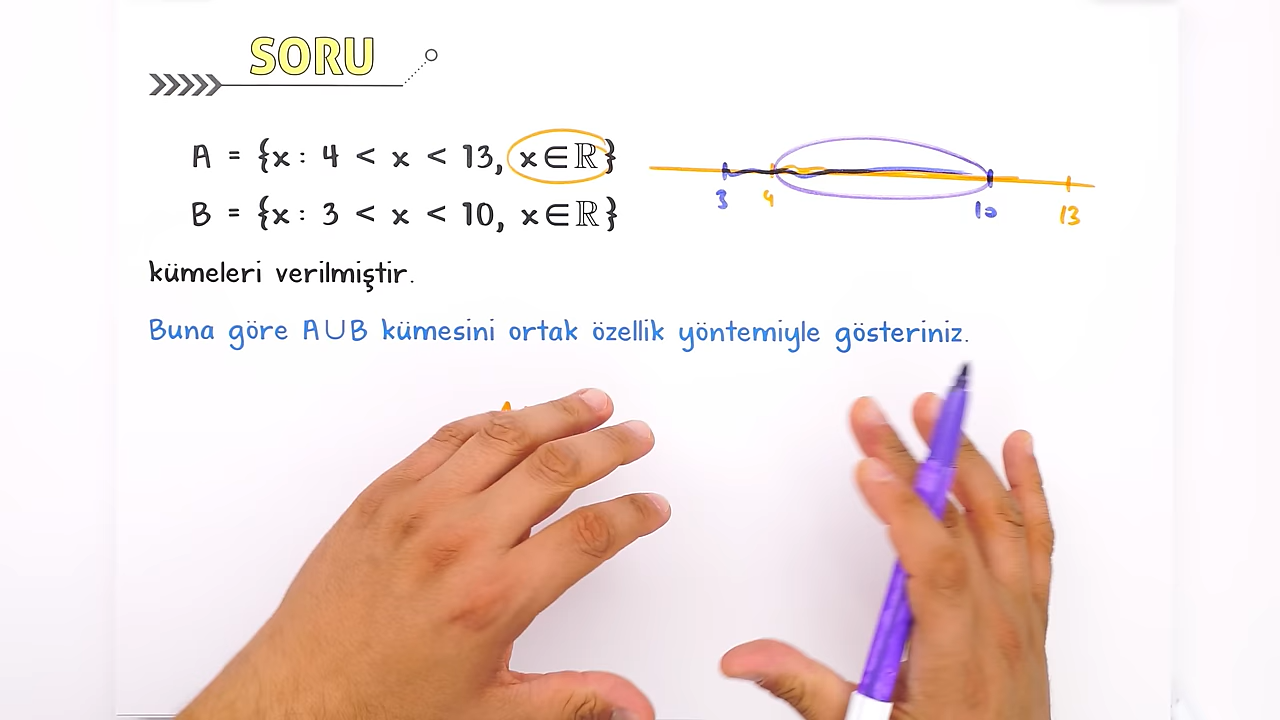 SORU
A = {x : 4 < x < 13, x ∈ ℝ}
B = {x : 3 < x < 10, x ∈ ℝ}
3 4 10 13
kümeleri verilmiştir.
Buna göre A∪B kümesini ortak özellik yöntemiyle gösteriniz.